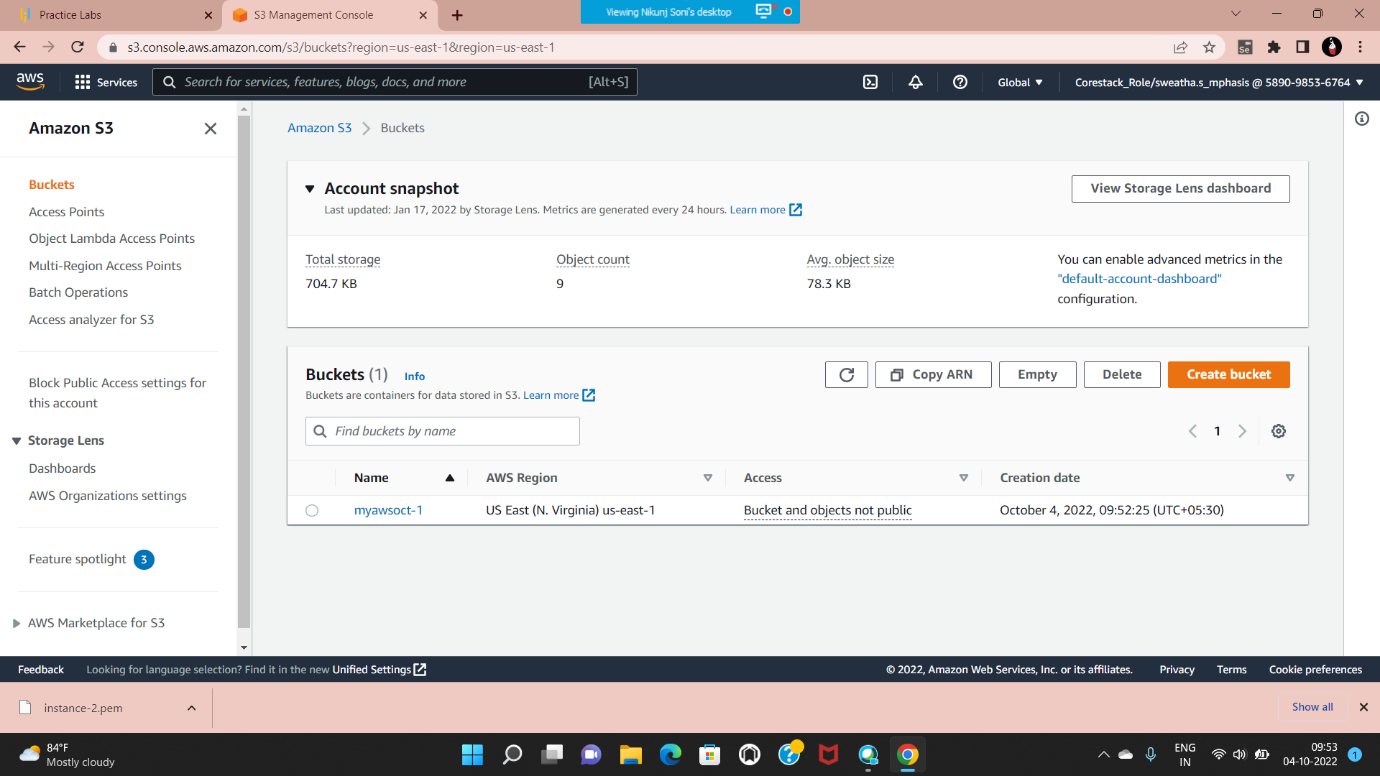 Practice Labs
S3 Management Console
Viewing Nikunj Soni's desktop
s3.console.aws.amazon.com/s3/buckets?region=us-east-1&region=us-east-1
aws
Services
Search for services, features, blogs, docs, and more
[Alt+S]
Global
Corestack_Role/sweatha.s_mphasis @ 5890-9853-6764
Amazon S3
Buckets
Access Points
Object Lambda Access Points
Multi-Region Access Points
Batch Operations
Access analyzer for S3
Block Public Access settings for
this account
Storage Lens
Dashboards
AWS Organizations settings
Feature spotlight 3
AWS Marketplace for S3
Amazon S3 > Buckets
Account snapshot
Last updated: Jan 17, 2022 by Storage Lens. Metrics are generated every 24 hours. Learn more
View Storage Lens dashboard
Total storage
704.7 KB
Object count
9
Avg. object size
78.3 KB
You can enable advanced metrics in the
"default-account-dashboard"
configuration.
Buckets (1) Info
Buckets are containers for data stored in S3. Learn more
Copy ARN
Empty
Delete
Create bucket
Find buckets by name
1
Name AWS Region Access Creation date
myawsoct-1 US East (N. Virginia) us-east-1 Bucket and objects not public October 4, 2022, 09:52:25 (UTC+05:30)
Feedback Looking for language selection? Find it in the new Unified Settings © 2022, Amazon Web Services, Inc. or its affiliates. Privacy Terms Cookie preferences
instance-2.pem
Show all
84°F
Mostly cloudy
ENG
IN
09:53
04-10-2022
1